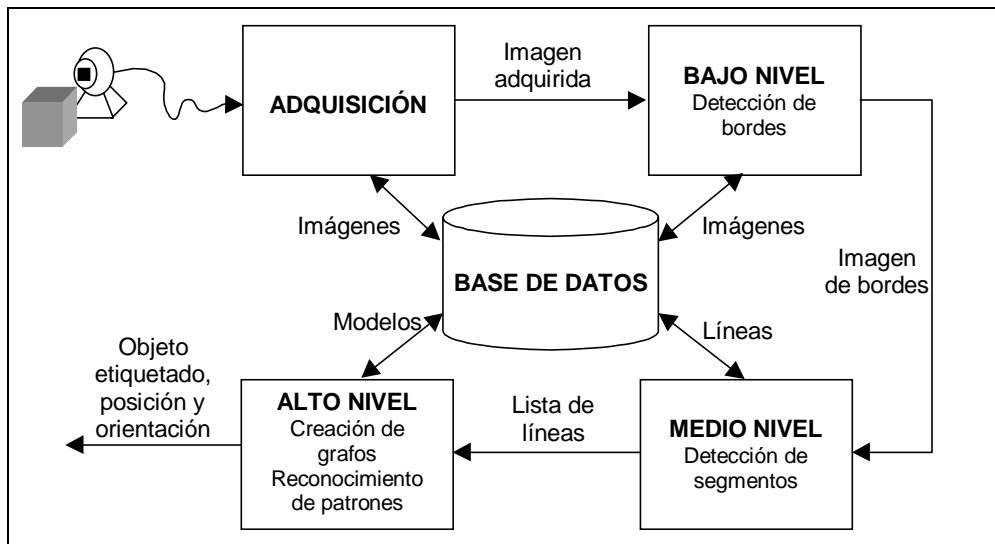 ADQUISICIÓN
Imagen
adquirida
BAJO NIVEL
Detección de
bordes
Imágenes
Imágenes
BASE DE DATOS
Imagen
de bordes
Modelos
Líneas
Objeto
etiquetado,
posición y
orientación
ALTO NIVEL
Creación de
grafos
Reconocimiento
de patrones
Lista de
líneas
MEDIO NIVEL
Detección de
segmentos